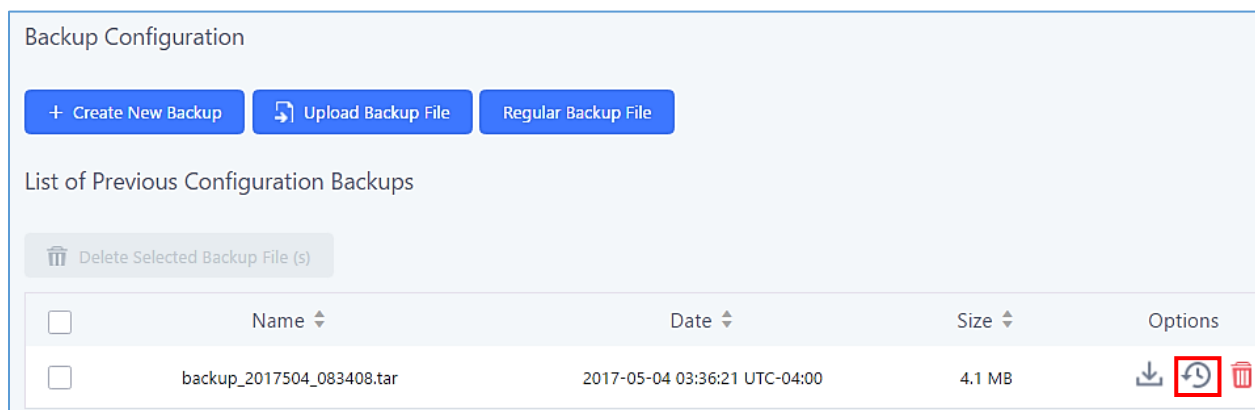 Backup Configuration
+ Create New Backup Upload Backup File Regular Backup File
List of Previous Configuration Backups
Delete Selected Backup File (s)
Name Date Size Options
backup_2017504_083408.tar 2017-05-04 03:36:21 UTC-04:00 4.1 MB